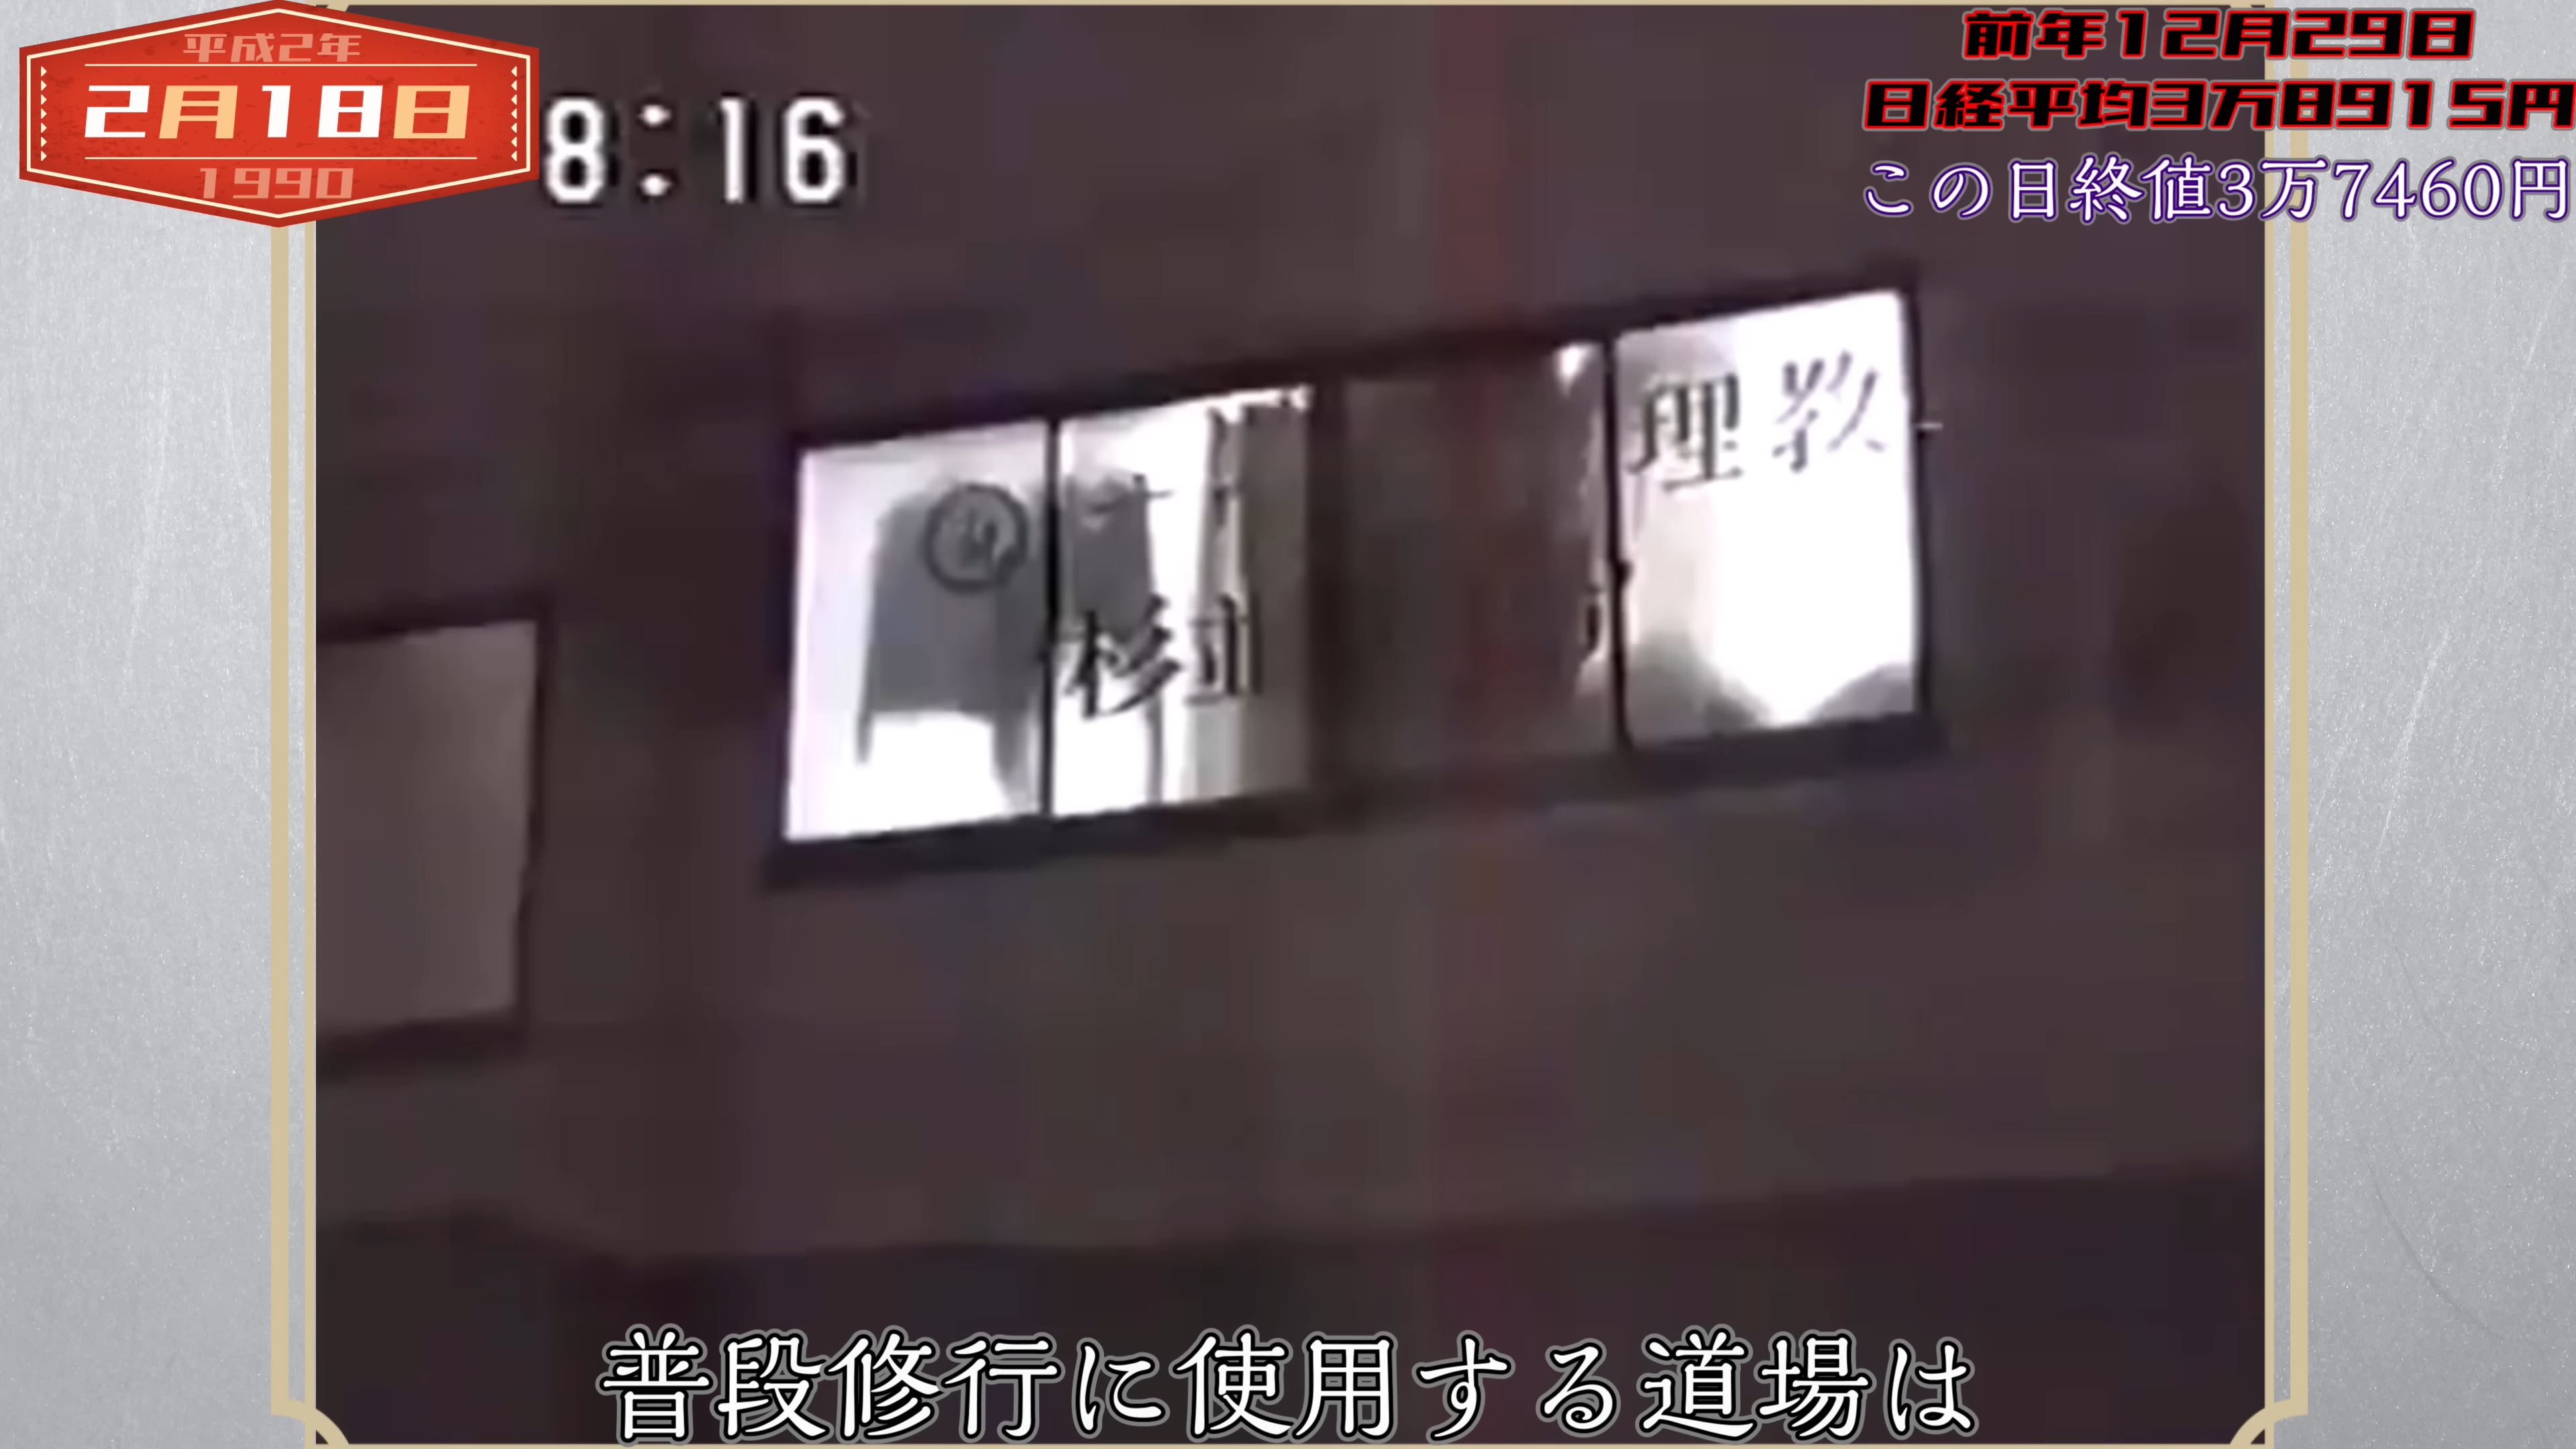 平成2年
2月18日
1990
8:16
前年12月29日
日経平均3万8915円
この日終値3万7460円
理教
杉並
普段修行に使用する道場は